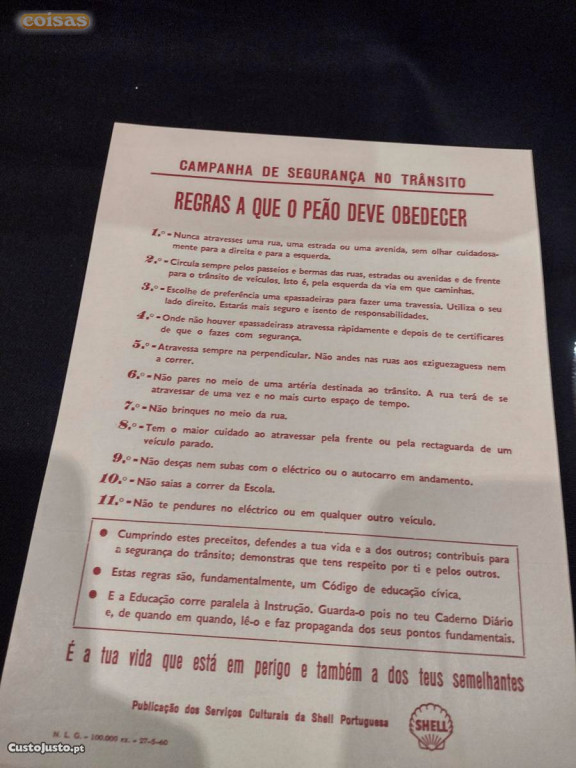 coisas
CAMPANHA DE SEGURANÇA NO TRÂNSITO
REGRAS A QUE O PEÃO DEVE OBEDECER
1.º - Nunca atravesses uma rua, uma estrada ou uma avenida, sem olhar cuidadosa-
mente para a direita e para a esquerda.
2.º - Circula sempre pelos passeios e bermas das ruas, estradas ou avenidas e de frente
para o trânsito de veículos. Isto é, pela esquerda da via em que caminhas.
3.º - Escolhe de preferência uma «passadeira» para fazer uma travessia. Utiliza o seu
lado direito. Estarás mais seguro e isento de responsabilidades.
4.º - Onde não houver «passadeiras» atravessa ràpidamente e depois de te certificares
de que o fazes com segurança.
5.º - Atravessa sempre na perpendicular. Não andes nas ruas aos «ziguezagues» nem
a correr.
6.º - Não pares no meio de uma artéria destinada ao trânsito. A rua terá de se
atravessar de uma vez e no mais curto espaço de tempo.
7.º - Não brinques no meio da rua.
8.º - Tem o maior cuidado ao atravessar pela frente ou pela rectaguarda de um
veículo parado.
9.º - Não desças nem subas com o eléctrico ou o autocarro em andamento.
10.º - Não saias a correr da Escola.
11.º - Não te pendures no eléctrico ou em qualquer outro veículo.
● Cumprindo estes preceitos, defendes a tua vida e a dos outros; contribuis para
a segurança do trânsito; demonstras que tens respeito por ti e pelos outros.
● Estas regras são, fundamentalmente, um Código de educação cívica.
● E a Educação corre paralela à Instrução. Guarda-o pois no teu Caderno Diário
e, de quando em quando, lê-o e faz propaganda dos seus pontos fundamentais.
É a tua vida que está em perigo e também a dos teus semelhantes
Publicação dos Serviços Culturais da Shell Portuguesa
SHELL
N. L. G. - 100.000 ex. - 27-5-60
CustoJusto.pt